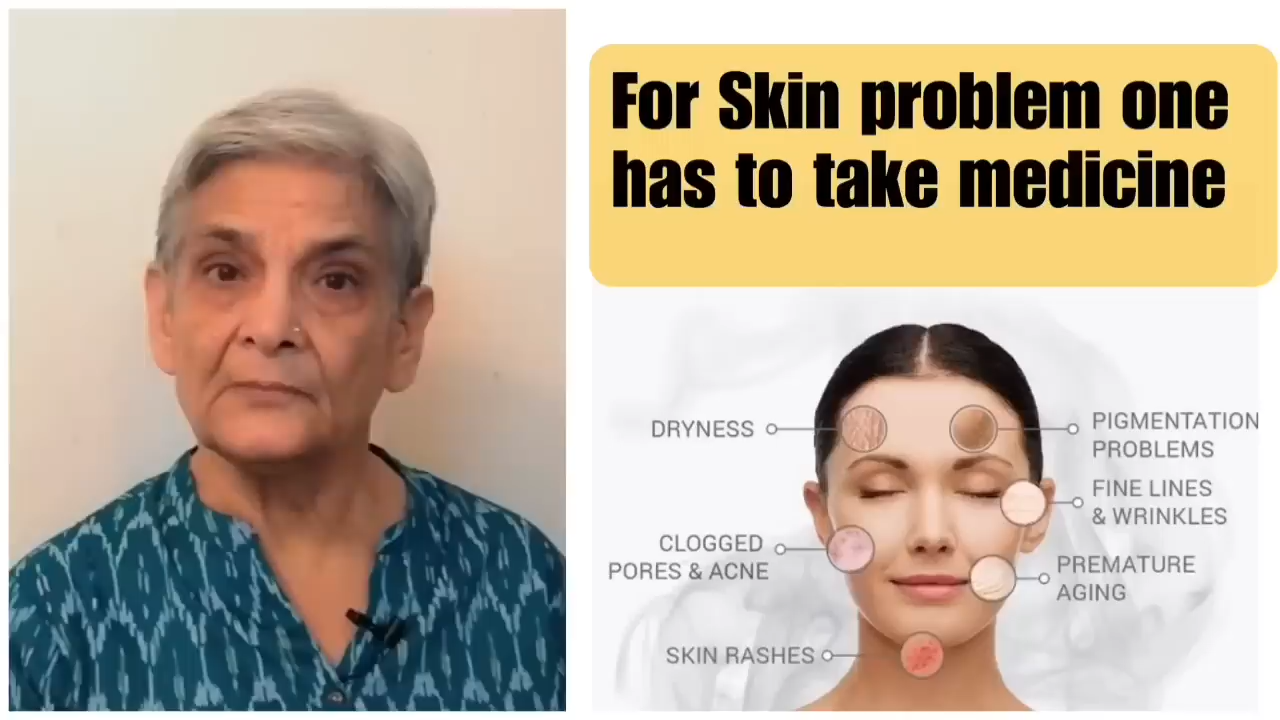 For Skin problem one
has to take medicine
DRYNESS
PIGMENTATION
PROBLEMS
FINE LINES
& WRINKLES
CLOGGED
PORES & ACNE
PREMATURE
AGING
SKIN RASHES